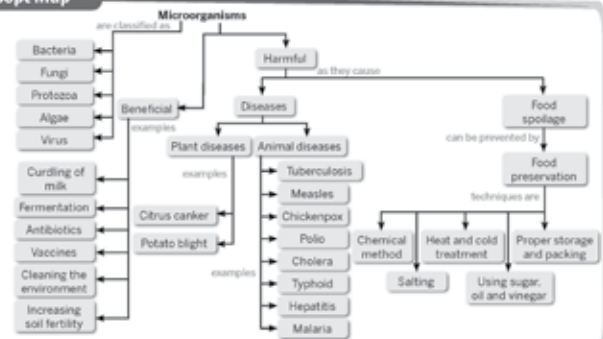 Microorganisms
are classified as
Bacteria
Fungi
Protozoa
Algae
Virus
Beneficial
examples
Curdling of
milk
Fermentation
Antibiotics
Vaccines
Cleaning the
environment
Increasing
soil fertility
Harmful
as they cause
Diseases
Plant diseases
examples
Citrus canker
Potato blight
Animal diseases
examples
Tuberculosis
Measles
Chickenpox
Polio
Cholera
Typhoid
Hepatitis
Malaria
Food
spoilage
can be prevented by
Food
preservation
techniques are
Chemical
method
Heat and cold
treatment
Proper storage
and packing
Salting
Using sugar,
oil and vinegar